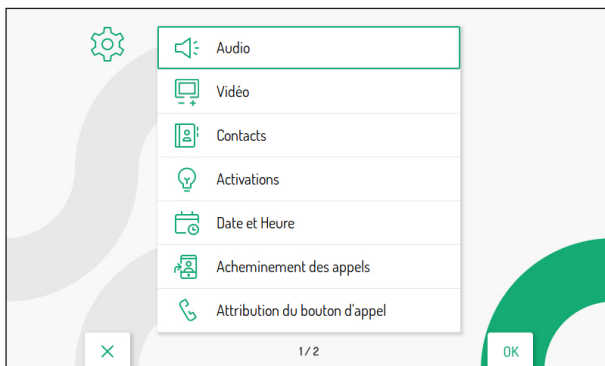 Audio
Vidéo
Contacts
Activations
Date et Heure
Acheminement des appels
Attribution du bouton d'appel
1 / 2
OK